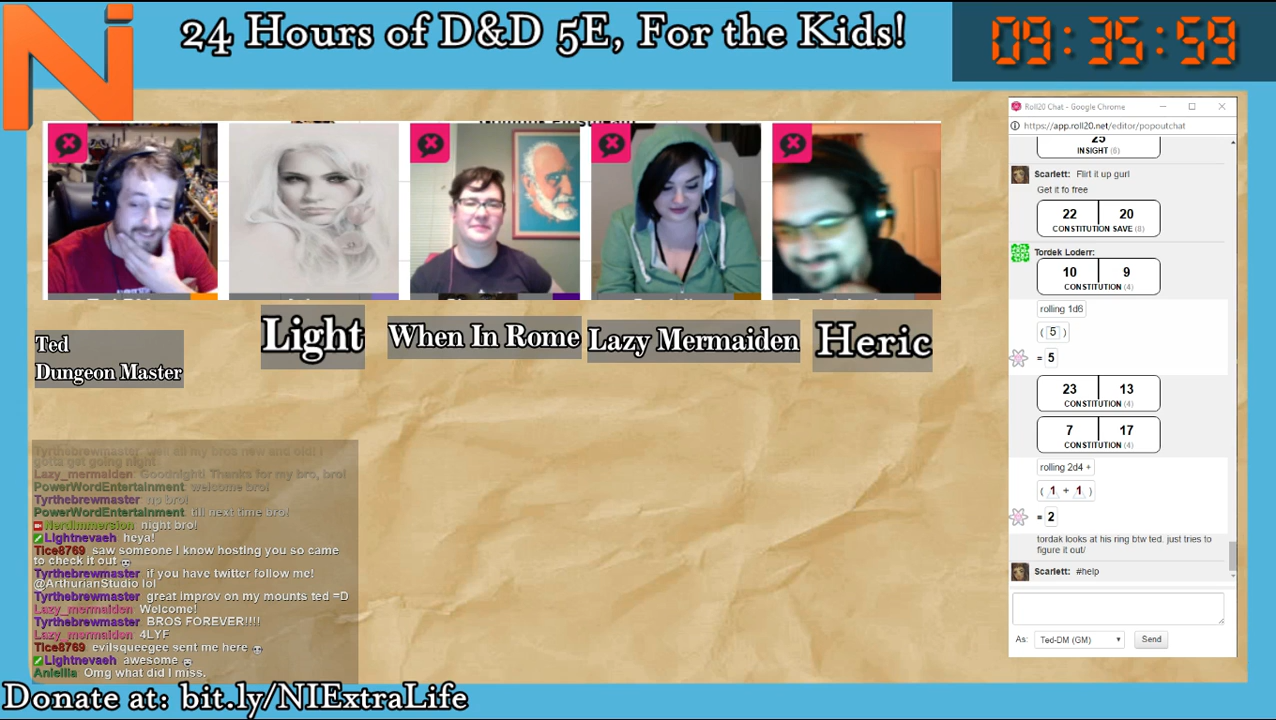 Ni
24 Hours of D&D 5E, For the Kids!
09:35:59
Roll20 Chat - Google Chrome
https://app.roll20.net/editor/popoutchat
25
INSIGHT (6)
Scarlett: Flirt it up gurl
Get it fo free
22 20
CONSTITUTION SAVE (8)
Tordek Loderr:
10 9
CONSTITUTION (4)
rolling 1d6
( 5 )
= 5
23 13
CONSTITUTION (4)
7 17
CONSTITUTION (4)
rolling 2d4 +
( 1 + 1 )
= 2
tordak looks at his ring btw ted. just tries to
figure it out/
Scarlett: #help
As: Ted-DM (GM) Send
Ted
Dungeon Master
Light
When In Rome
Lazy Mermaiden
Heric
Tyrthebrewmaster: well all my bros new and old! i
gotta get going night
Lazy_mermaiden: Goodnight! Thanks for my bro, bro!
PowerWordEntertainment: welcome bro!
Tyrthebrewmaster: no bro!
PowerWordEntertainment: till next time bro!
NerdImmersion night bro!
Lightnevaeh heya!
Tice8769 saw someone I know hosting you so came
to check it out
Tyrthebrewmaster if you have twitter follow me!
@ArthurianStudio lol
Tyrthebrewmaster great improv on my mounts ted =D
Lazy_mermaiden Welcome!
Tyrthebrewmaster BROS FOREVER!!!!
Lazy_mermaiden 4LYF
Tice8769 evilsqueegee sent me here
Lightnevaeh awesome
Aniellia Omg what did I miss.
Donate at: bit.ly/NIExtraLife